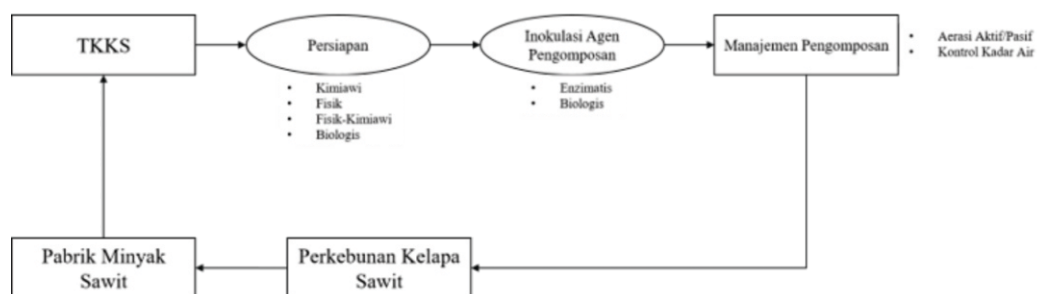 TKKS
Persiapan
• Kimiawi
• Fisik
• Fisik-Kimiawi
• Biologis
Inokulasi Agen
Pengomposan
• Enzimatis
• Biologis
Manajemen Pengomposan
• Aerasi Aktif/Pasif
• Kontrol Kadar Air
Pabrik Minyak
Sawit
Perkebunan Kelapa
Sawit